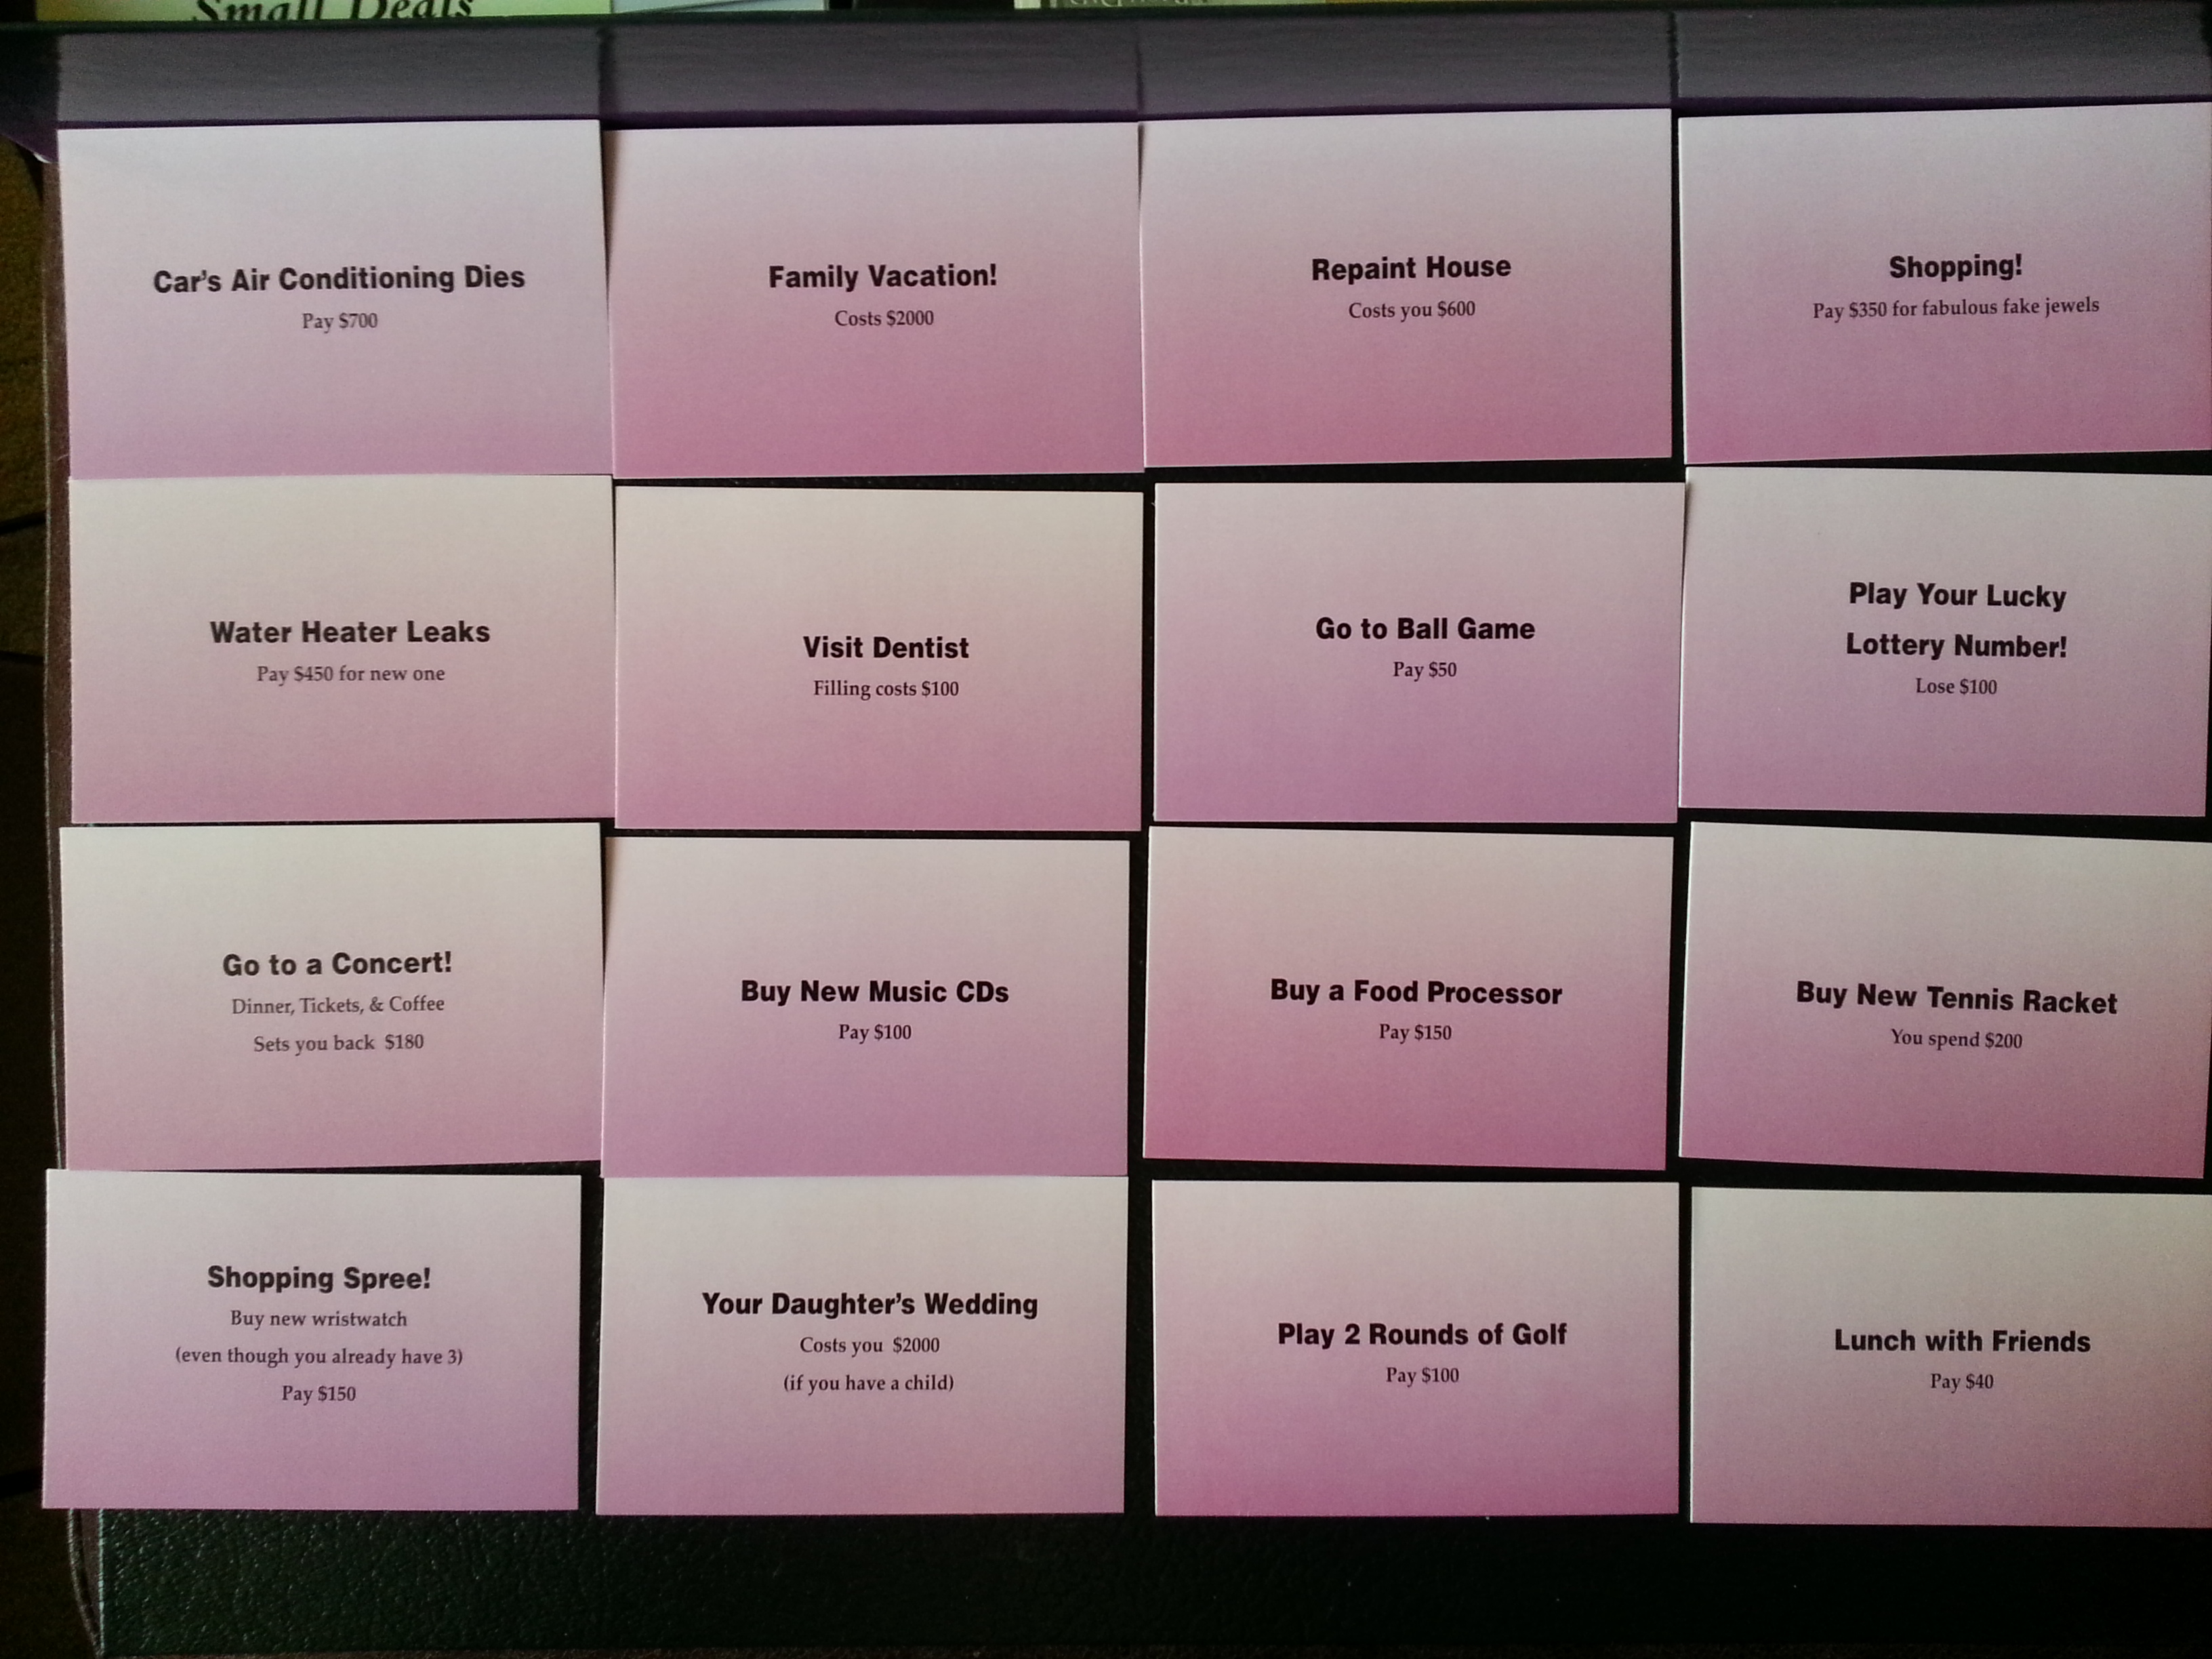 Small Deals
Car's Air Conditioning Dies
Pay $700
Family Vacation!
Costs $2000
Repaint House
Costs you $600
Shopping!
Pay $350 for fabulous fake jewels
Water Heater Leaks
Pay $450 for new one
Visit Dentist
Filling costs $100
Go to Ball Game
Pay $50
Play Your Lucky
Lottery Number!
Lose $100
Go to a Concert!
Dinner, Tickets, & Coffee
Sets you back $180
Buy New Music CDs
Pay $100
Buy a Food Processor
Pay $150
Buy New Tennis Racket
You spend $200
Shopping Spree!
Buy new wristwatch
(even though you already have 3)
Pay $150
Your Daughter's Wedding
Costs you $2000
(if you have a child)
Play 2 Rounds of Golf
Pay $100
Lunch with Friends
Pay $40